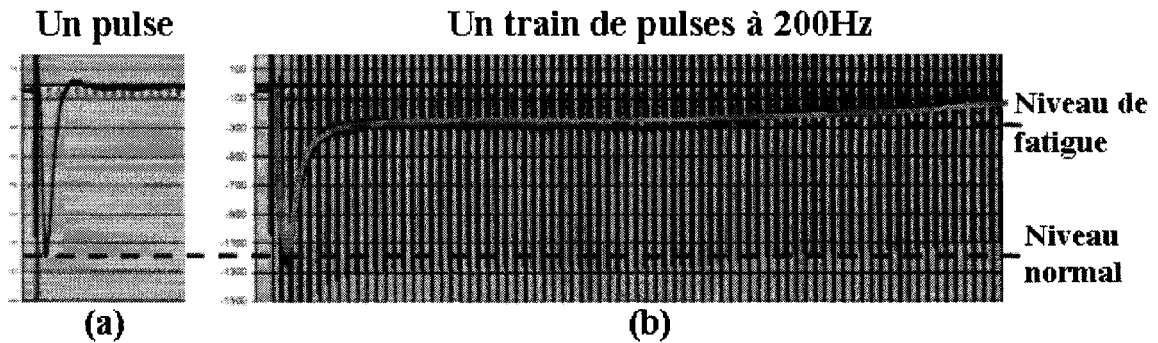 Un pulse
Un train de pulses à 200Hz
Niveau de
fatigue
Niveau
normal
(a)
(b)